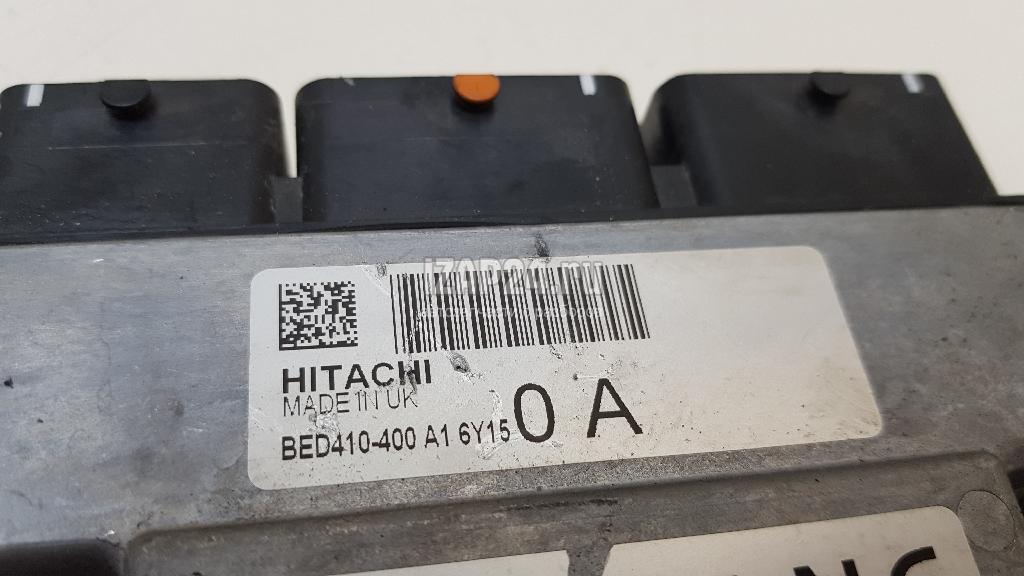 IZAP24.ru
HITACHI
MADE IN UK
BED410-400 A1 6Y15
0 A